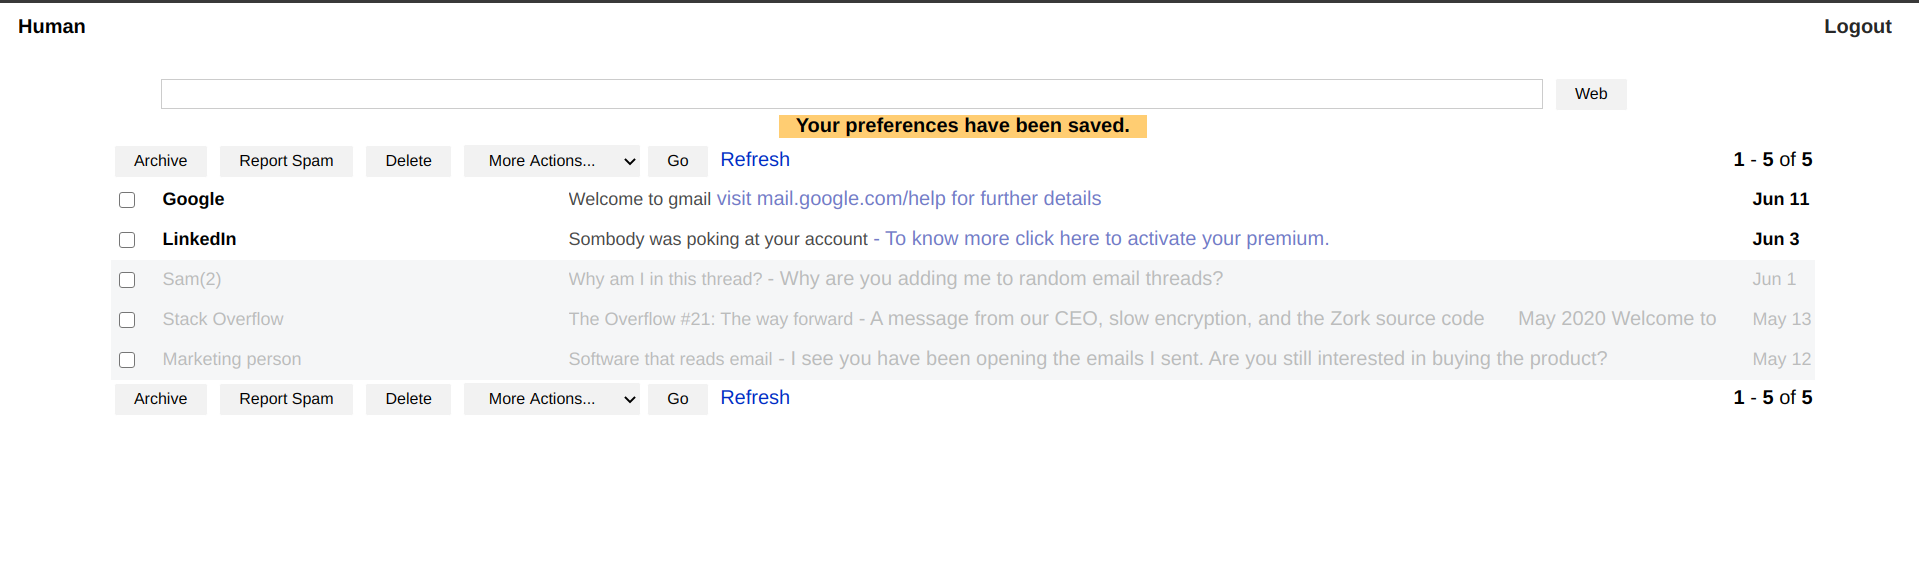 Human Logout
Web
Your preferences have been saved.
Archive Report Spam Delete More Actions... Go Refresh 1 - 5 of 5
Google Welcome to gmail visit mail.google.com/help for further details Jun 11
LinkedIn Sombody was poking at your account - To know more click here to activate your premium. Jun 3
Sam(2) Why am I in this thread? - Why are you adding me to random email threads? Jun 1
Stack Overflow The Overflow #21: The way forward - A message from our CEO, slow encryption, and the Zork source code May 2020 Welcome to May 13
Marketing person Software that reads email - I see you have been opening the emails I sent. Are you still interested in buying the product? May 12
Archive Report Spam Delete More Actions... Go Refresh 1 - 5 of 5